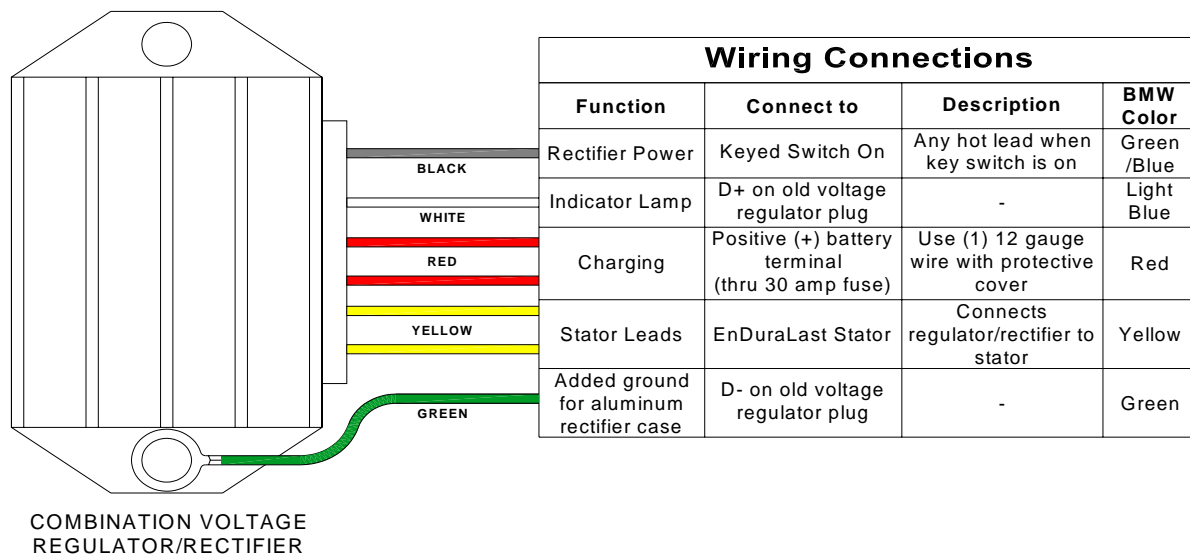 Wiring Connections
Function
Connect to
Description
BMW
Color
BLACK
Rectifier Power
Keyed Switch On
Any hot lead when
key switch is on
Green
/Blue
WHITE
Indicator Lamp
D+ on old voltage
regulator plug
-
Light
Blue
RED
Charging
Positive (+) battery
terminal
(thru 30 amp fuse)
Use (1) 12 gauge
wire with protective
cover
Red
YELLOW
Stator Leads
EnDuraLast Stator
Connects
regulator/rectifier to
stator
Yellow
GREEN
Added ground
for aluminum
rectifier case
D- on old voltage
regulator plug
-
Green
COMBINATION VOLTAGE
REGULATOR/RECTIFIER